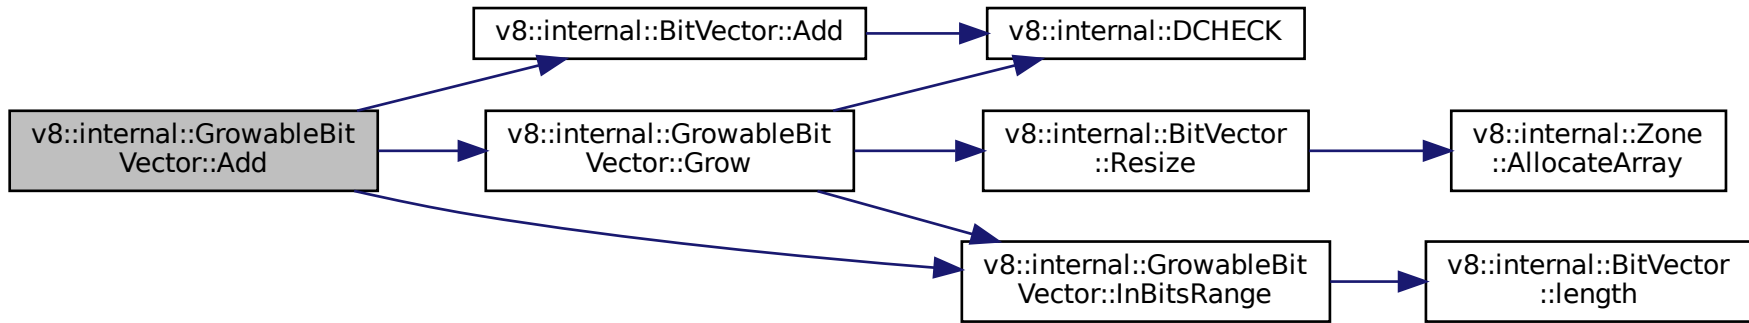 v8::internal::BitVector::Add
v8::internal::DCHECK
v8::internal::GrowableBit
Vector::Add
v8::internal::GrowableBit
Vector::Grow
v8::internal::BitVector
::Resize
v8::internal::Zone
::AllocateArray
v8::internal::GrowableBit
Vector::InBitsRange
v8::internal::BitVector
::length